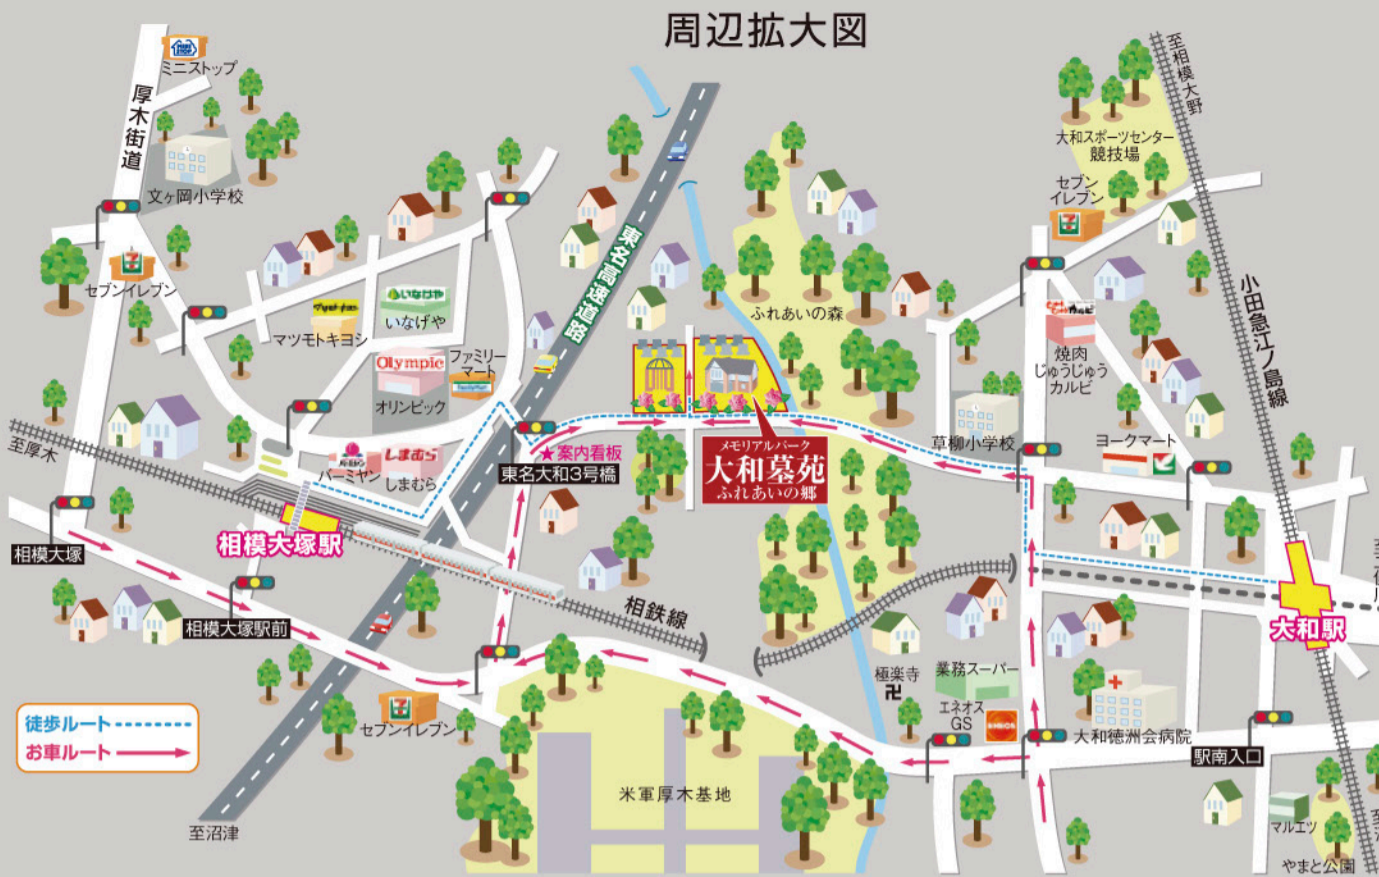 周辺拡大図
MINI STOP
ミニストップ
厚木街道
文ヶ岡小学校
セブンイレブン
マツモトキヨシ
いなげや
いなげや
Olympic
オリンピック
ファミリー
マート
FamilyMart
バーミヤン
しまむら
しまむら
東名高速道路
至厚木
相模大塚駅
相模大塚
相模大塚駅前
★案内看板
東名大和3号橋
相鉄線
セブンイレブン
徒歩ルート
お車ルート
至沼津
米軍厚木基地
ふれあいの森
メモリアルパーク
大和墓苑
ふれあいの郷
至相模大野
大和スポーツセンター
競技場
セブン
イレブン
小田急江ノ島線
焼肉
じゅうじゅう
カルビ
草柳小学校
ヨークマート
大和駅
極楽寺
卍
業務スーパー
エネオス
GS
大和徳洲会病院
駅南入口
マルエツ
やまと公園